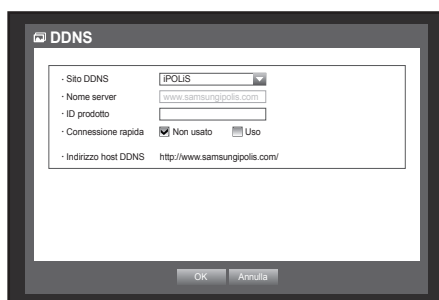 DDNS
· Sito DDNS iPOLiS
· Nome server www.samsungipolis.com
· ID prodotto
· Connessione rapida Non usato Uso
· Indirizzo host DDNS http://www.samsungipolis.com/
OK Annulla